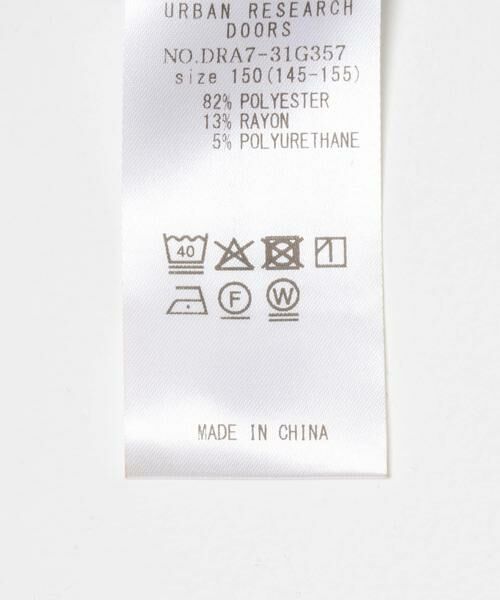 URBAN RESEARCH
DOORS
NO.DRA7-31G357
size 150(145-155)
82% POLYESTER
13% RAYON
5% POLYURETHANE
40
F
W
MADE IN CHINA